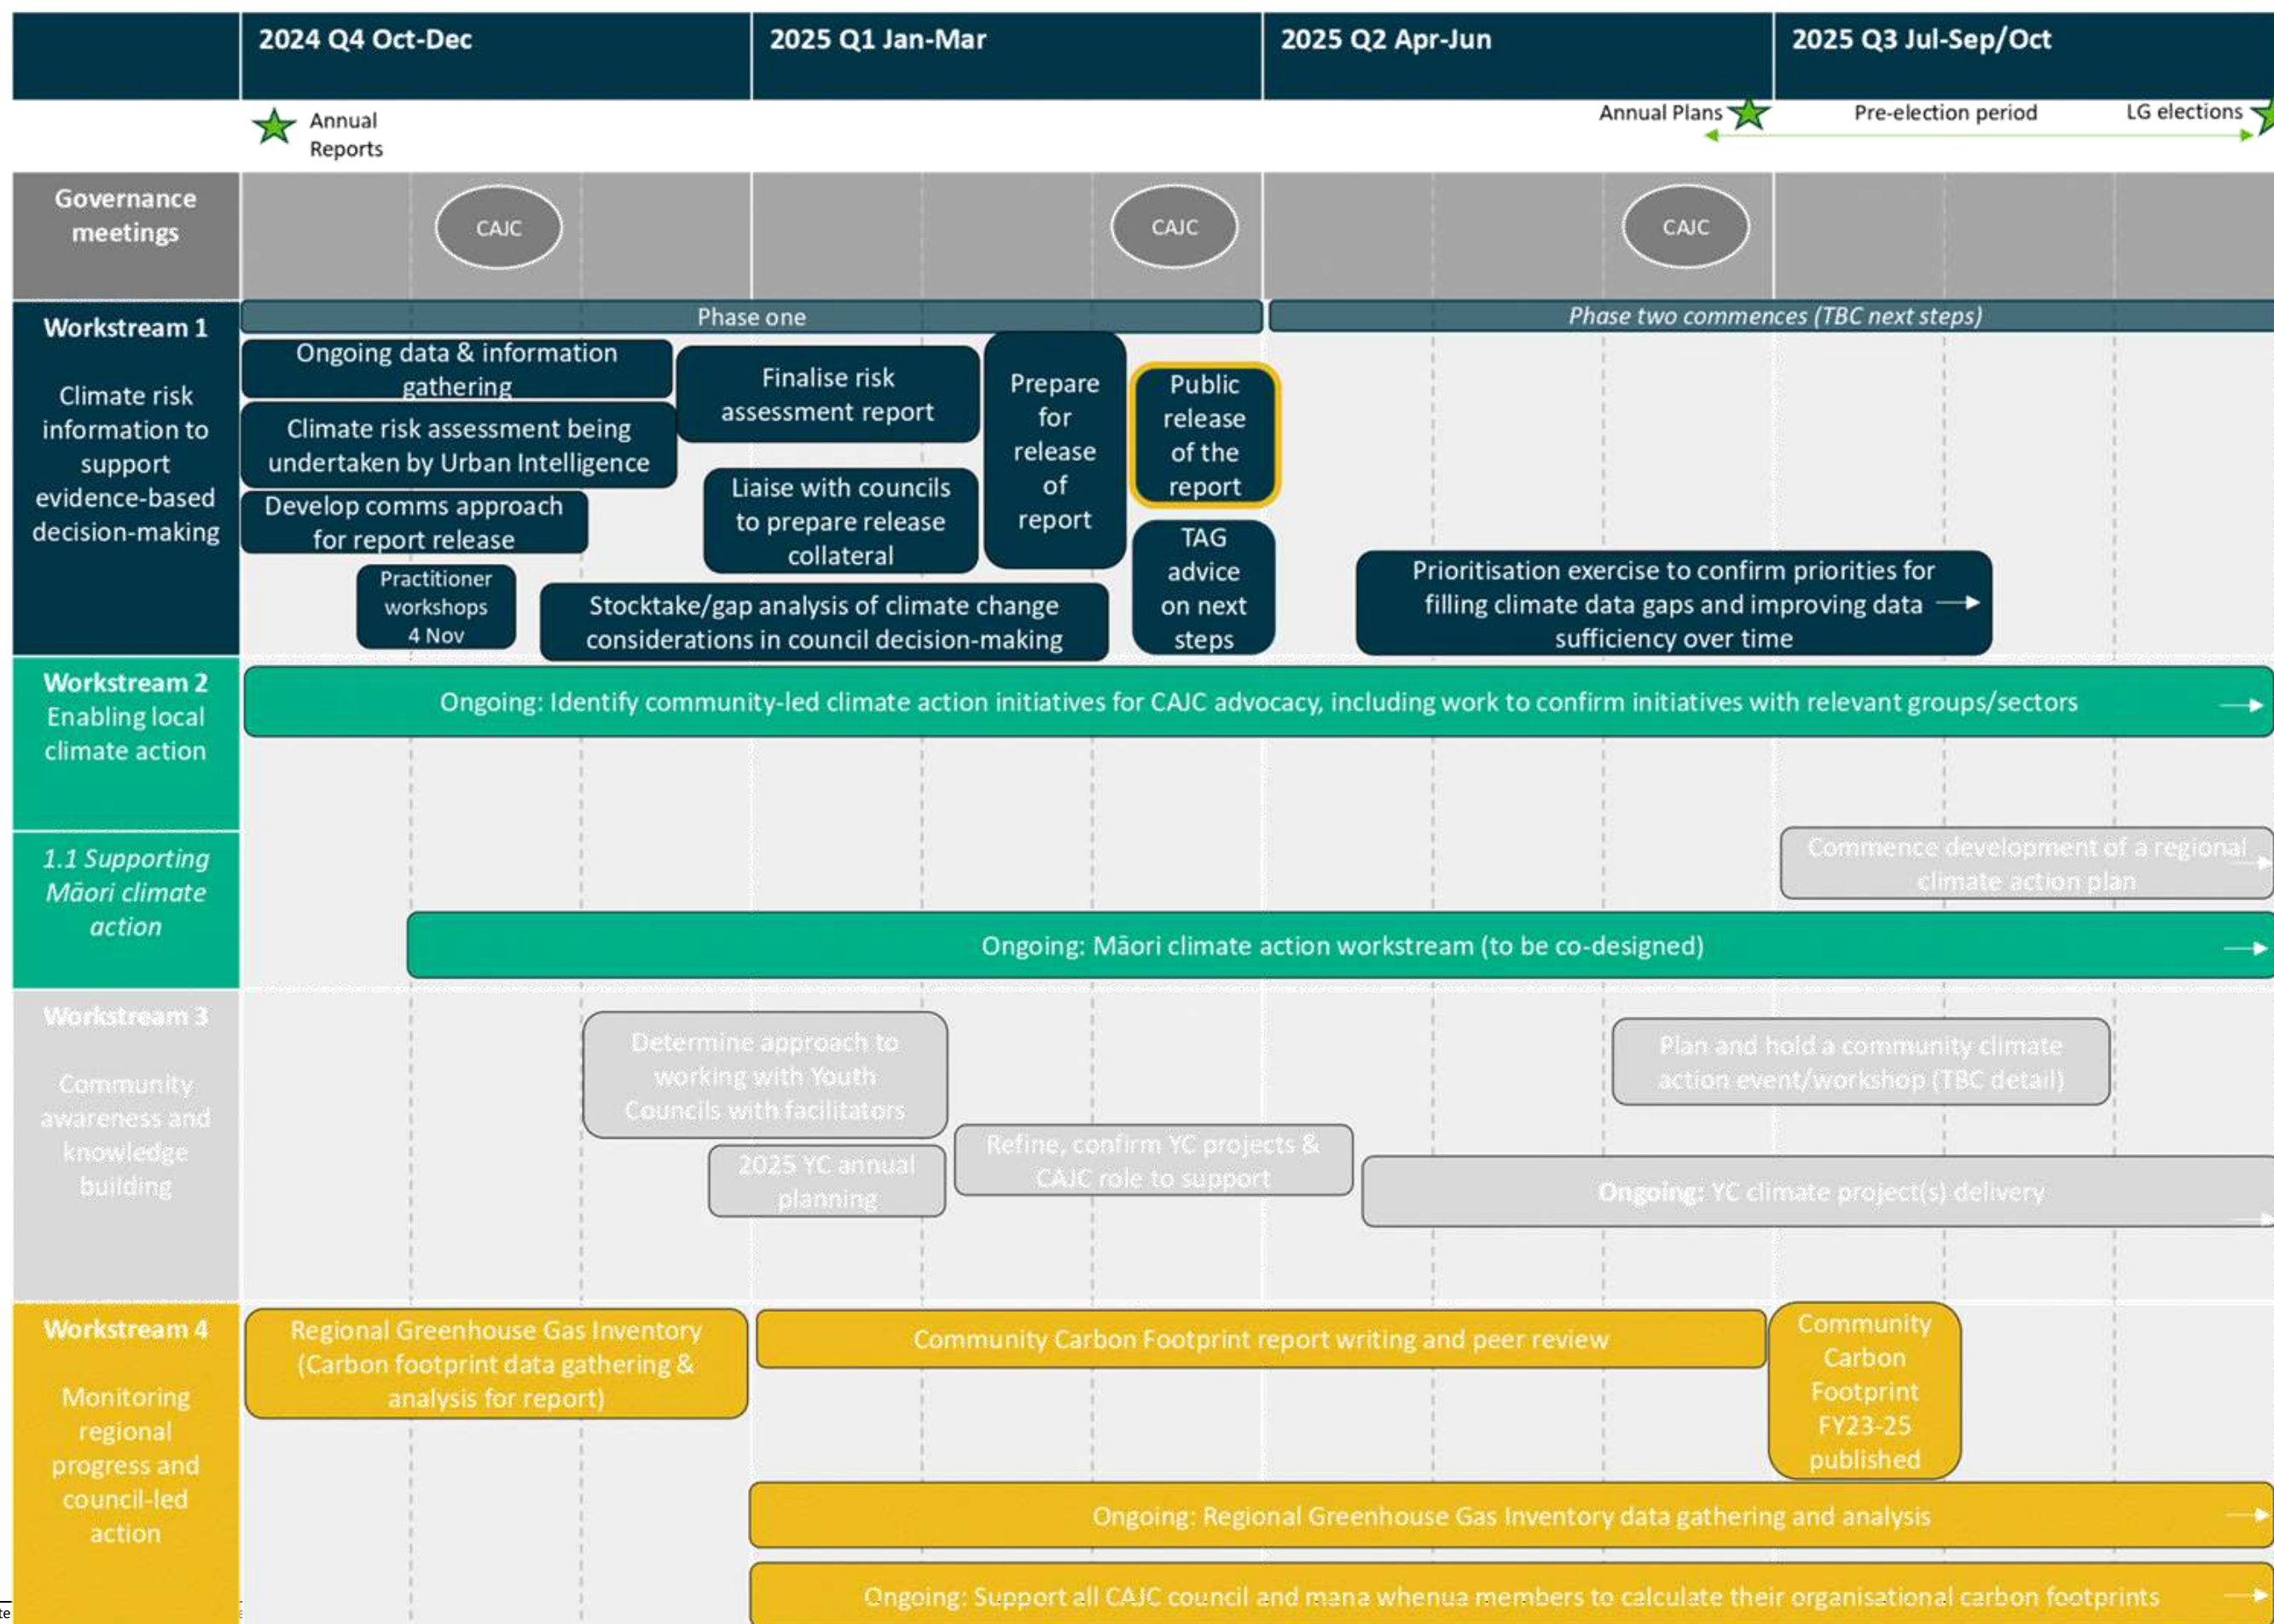 2024 Q4 Oct-Dec
2025 Q1 Jan-Mar
2025 Q2 Apr-Jun
2025 Q3 Jul-Sep/Oct
Annual
Reports
Annual Plans
Pre-election period
LG elections
Governance
meetings
CAJC
CAJC
CAJC
Workstream 1
Climate risk
information to
support
evidence-based
decision-making
Phase one
Phase two commences (TBC next steps)
Ongoing data & information
gathering
Climate risk assessment being
undertaken by Urban Intelligence
Develop comms approach
for report release
Practitioner
workshops
4 Nov
Finalise risk
assessment report
Liaise with councils
to prepare release
collateral
Stocktake/gap analysis of climate change
considerations in council decision-making
Prepare
for
release
of
report
Public
release
of the
report
TAG
advice
on next
steps
Prioritisation exercise to confirm priorities for
filling climate data gaps and improving data
sufficiency over time
Workstream 2
Enabling local
climate action
Ongoing: Identify community-led climate action initiatives for CAJC advocacy, including work to confirm initiatives with relevant groups/sectors
1.1 Supporting
Māori climate
action
Commence development of a regional
climate action plan
Ongoing: Māori climate action workstream (to be co-designed)
Workstream 3
Community
awareness and
knowledge
building
Determine approach to
working with Youth
Councils with facilitators
2025 YC annual
planning
Refine, confirm YC projects &
CAJC role to support
Plan and hold a community climate
action event/workshop (TBC detail)
Ongoing: YC climate project(s) delivery
Workstream 4
Monitoring
regional
progress and
council-led
action
Regional Greenhouse Gas Inventory
(Carbon footprint data gathering &
analysis for report)
Community Carbon Footprint report writing and peer review
Community
Carbon
Footprint
FY23-25
published
Ongoing: Regional Greenhouse Gas Inventory data gathering and analysis
Ongoing: Support all CAJC council and mana whenua members to calculate their organisational carbon footprints